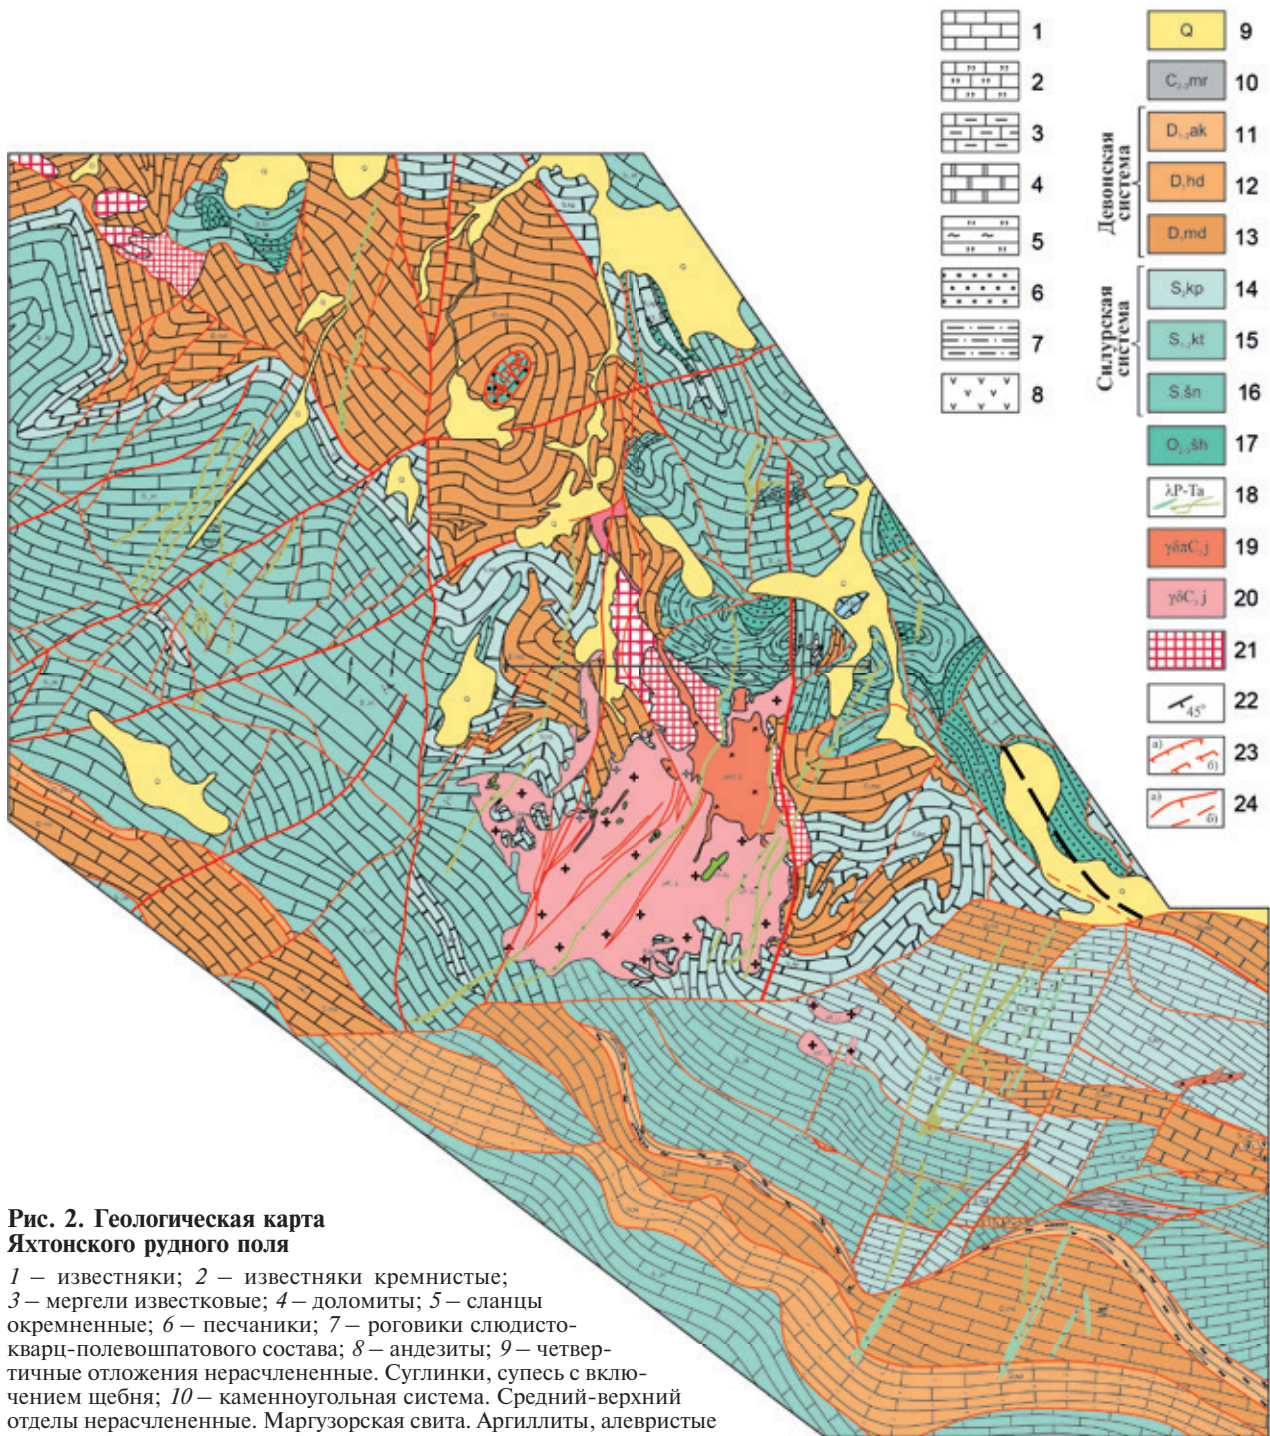 1
2
3
4
5
6
7
8
Q 9
C₂₋₃mr 10
Девонская система
D₁₋₂ak 11
D₁hd 12
D₁md 13
Силурская система
S₂kp 14
S₁₋₂kt 15
S₁šn 16
O₂₋₃šh 17
λP-Ta 18
γδπC₃j 19
γδC₃j 20
21
45° 22
а) б) 23
а) б) 24
Рис. 2. Геологическая карта
Яхтонского рудного поля
1 – известняки; 2 – известняки кремнистые;
3 – мергели известковые; 4 – доломиты; 5 – сланцы
окремненные; 6 – песчаники; 7 – роговики слюдисто-
кварц-полевошпатового состава; 8 – андезиты; 9 – четвер-
тичные отложения нерасчлененные. Суглинки, супесь с вклю-
чением щебня; 10 – каменноугольная система. Средний-верхний
отделы нерасчлененные. Маргузорская свита. Аргиллиты, алевристые